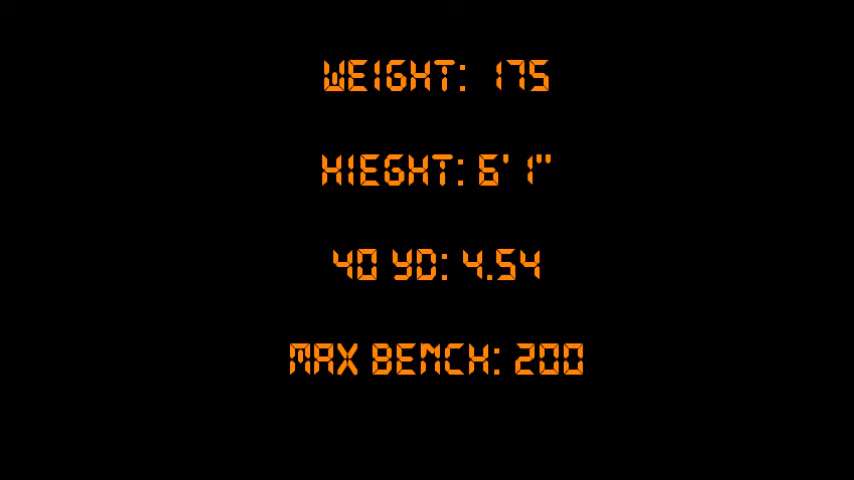 WEIGHT: 175
HIEGHT: 6' 1"
40 YD: 4.54
MAX BENCH: 200